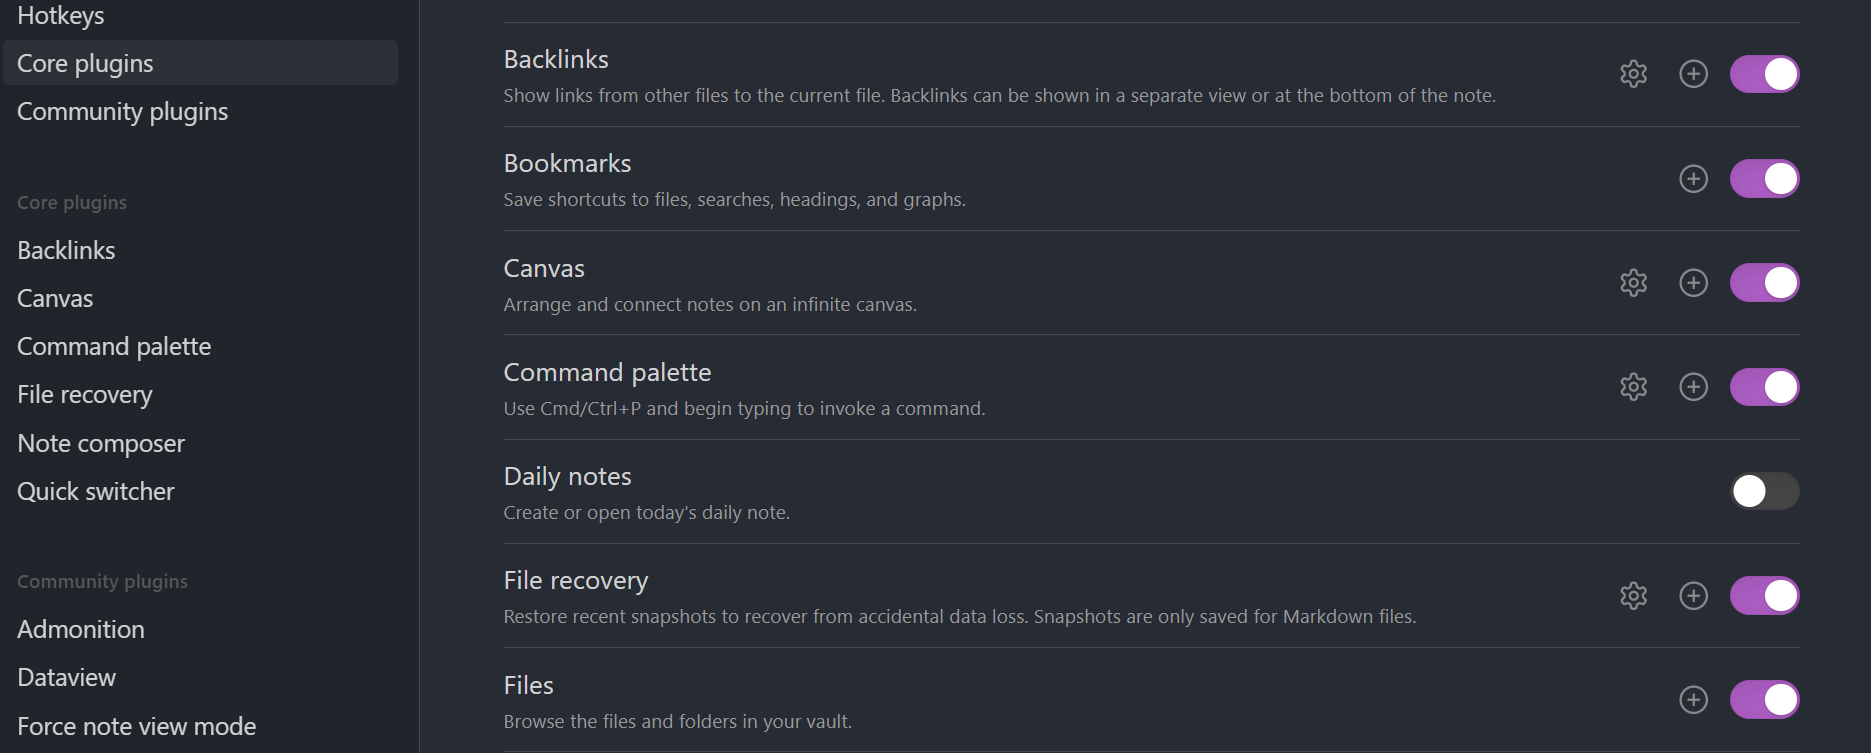 Hotkeys
Core plugins
Community plugins
Core plugins
Backlinks
Canvas
Command palette
File recovery
Note composer
Quick switcher
Community plugins
Admonition
Dataview
Force note view mode
Backlinks
Show links from other files to the current file. Backlinks can be shown in a separate view or at the bottom of the note.
Bookmarks
Save shortcuts to files, searches, headings, and graphs.
Canvas
Arrange and connect notes on an infinite canvas.
Command palette
Use Cmd/Ctrl+P and begin typing to invoke a command.
Daily notes
Create or open today's daily note.
File recovery
Restore recent snapshots to recover from accidental data loss. Snapshots are only saved for Markdown files.
Files
Browse the files and folders in your vault.